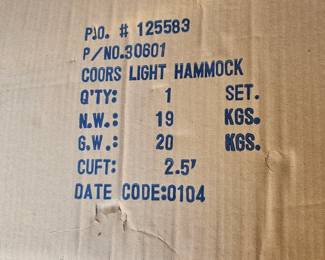 P.O. # 125583
P/NO.30601
COORS LIGHT HAMMOCK
Q'TY: 1 SET.
N.W.: 19 KGS.
G.W.: 20 KGS.
CUFT: 2.5'
DATE CODE:0104